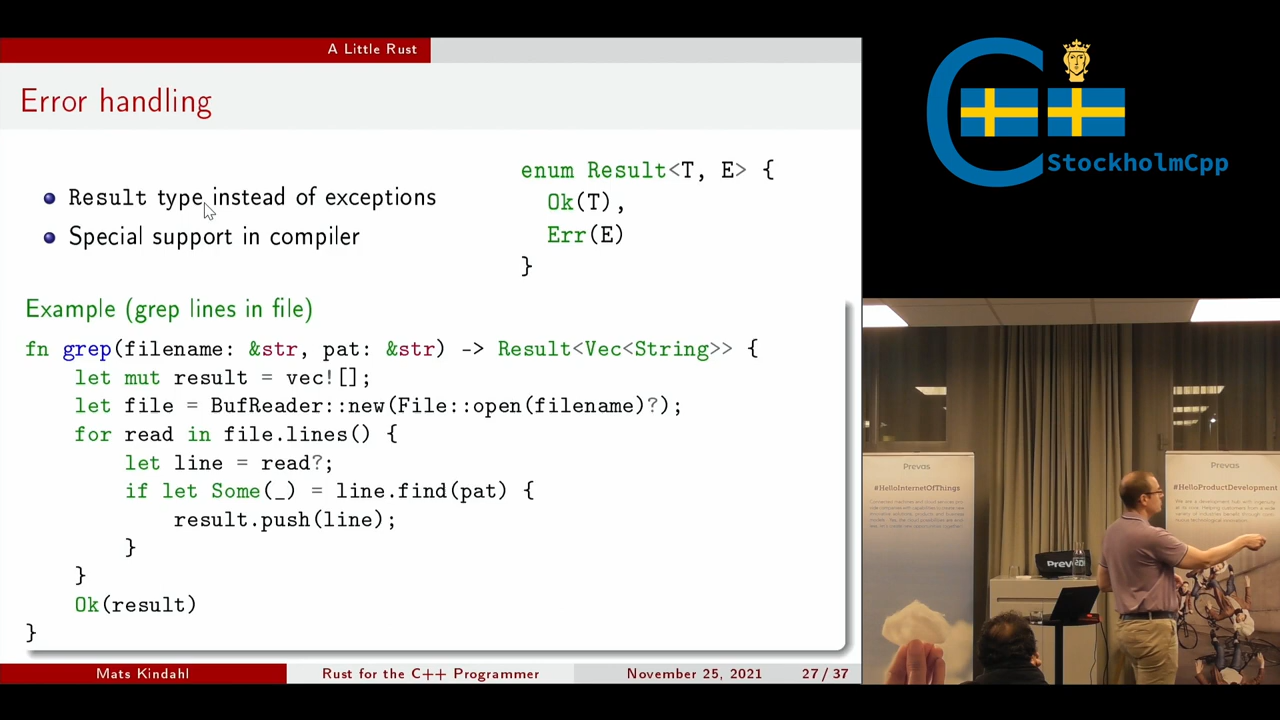 A Little Rust
Error handling
Result type instead of exceptions
Special support in compiler
enum Result<T, E> {
Ok(T),
Err(E)
}
Example (grep lines in file)
fn grep(filename: &str, pat: &str) -> Result<Vec<String>> {
let mut result = vec![];
let file = BufReader::new(File::open(filename)?);
for read in file.lines() {
let line = read?;
if let Some(_) = line.find(pat) {
result.push(line);
}
}
Ok(result)
}
Mats Kindahl
Rust for the C++ Programmer
November 25, 2021
27 / 37
StockholmCpp
Prevas
#HelloInternetOfThings
Prevas
#HelloProductDevelopment